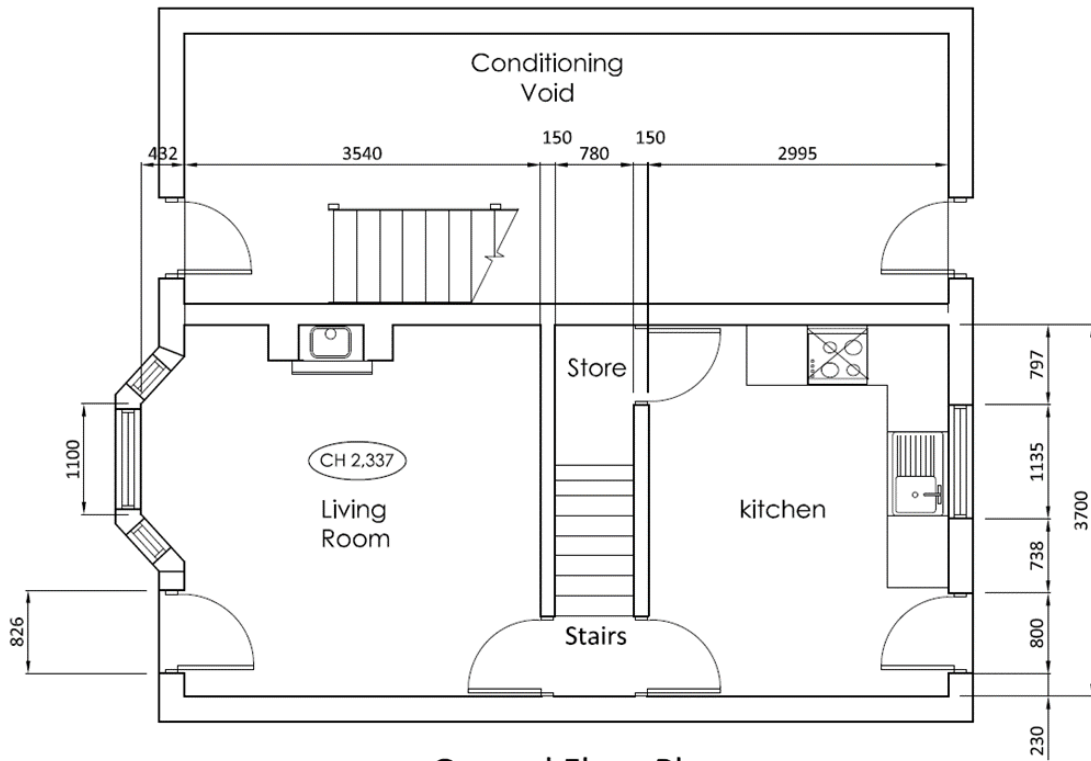 Conditioning
Void
432
3540
150
780
150
2995
Store
797
1100
CH 2,337
Living
Room
kitchen
1135
3700
738
826
Stairs
800
230